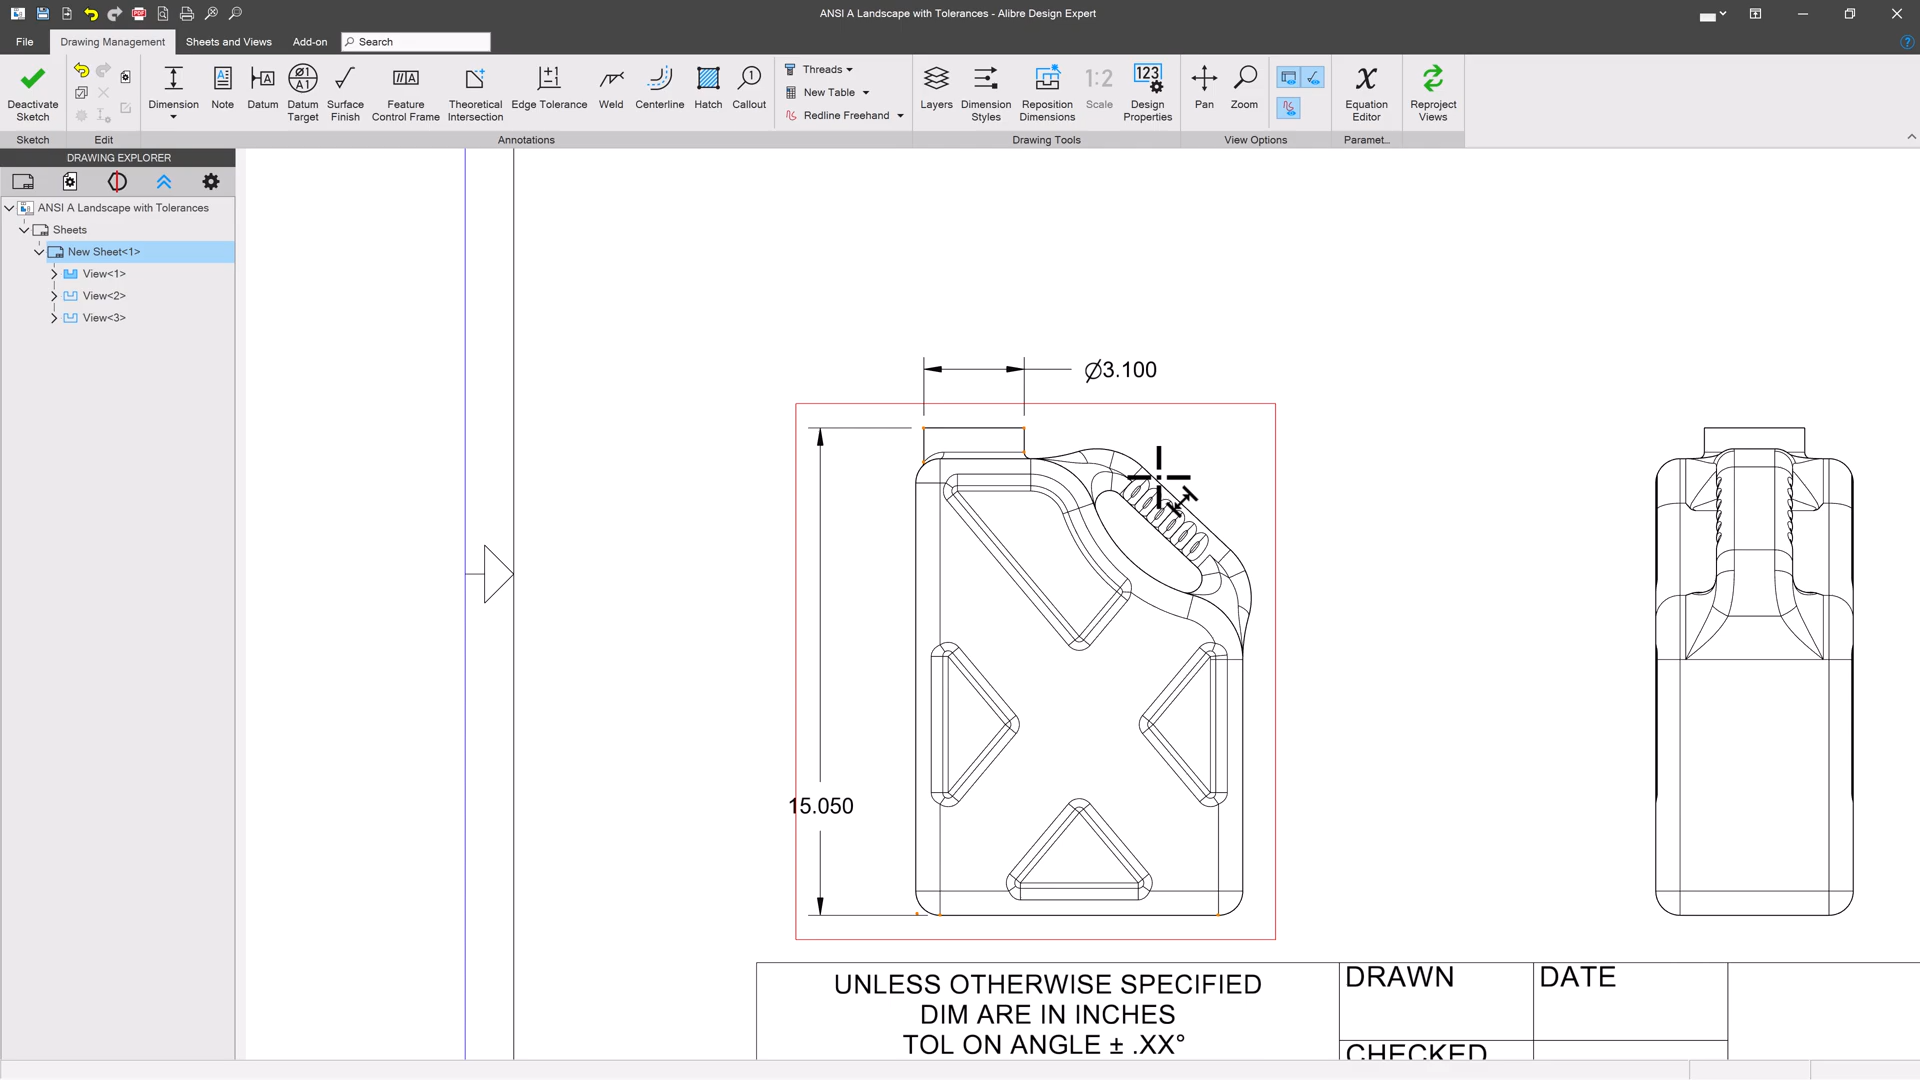 ANSI A Landscape with Tolerances - Alibre Design Expert
File
Drawing Management
Sheets and Views
Add-on
Search
Deactivate Sketch
Dimension
Note
Datum
Datum Target
Surface Finish
Feature Control Frame
Theoretical Intersection
Edge Tolerance
Weld
Centerline
Hatch
Callout
Threads
New Table
Redline Freehand
Layers
Dimension Styles
Reposition Dimensions
1:2
Scale
123
Design Properties
Pan
Zoom
Equation Editor
Reproject Views
Sketch
Edit
Annotations
Drawing Tools
View Options
Paramet...
DRAWING EXPLORER
ANSI A Landscape with Tolerances
Sheets
New Sheet<1>
View<1>
View<2>
View<3>
Ø3.100
15.050
UNLESS OTHERWISE SPECIFIED
DIM ARE IN INCHES
TOL ON ANGLE ± .XX°
DRAWN
DATE
CHECKED